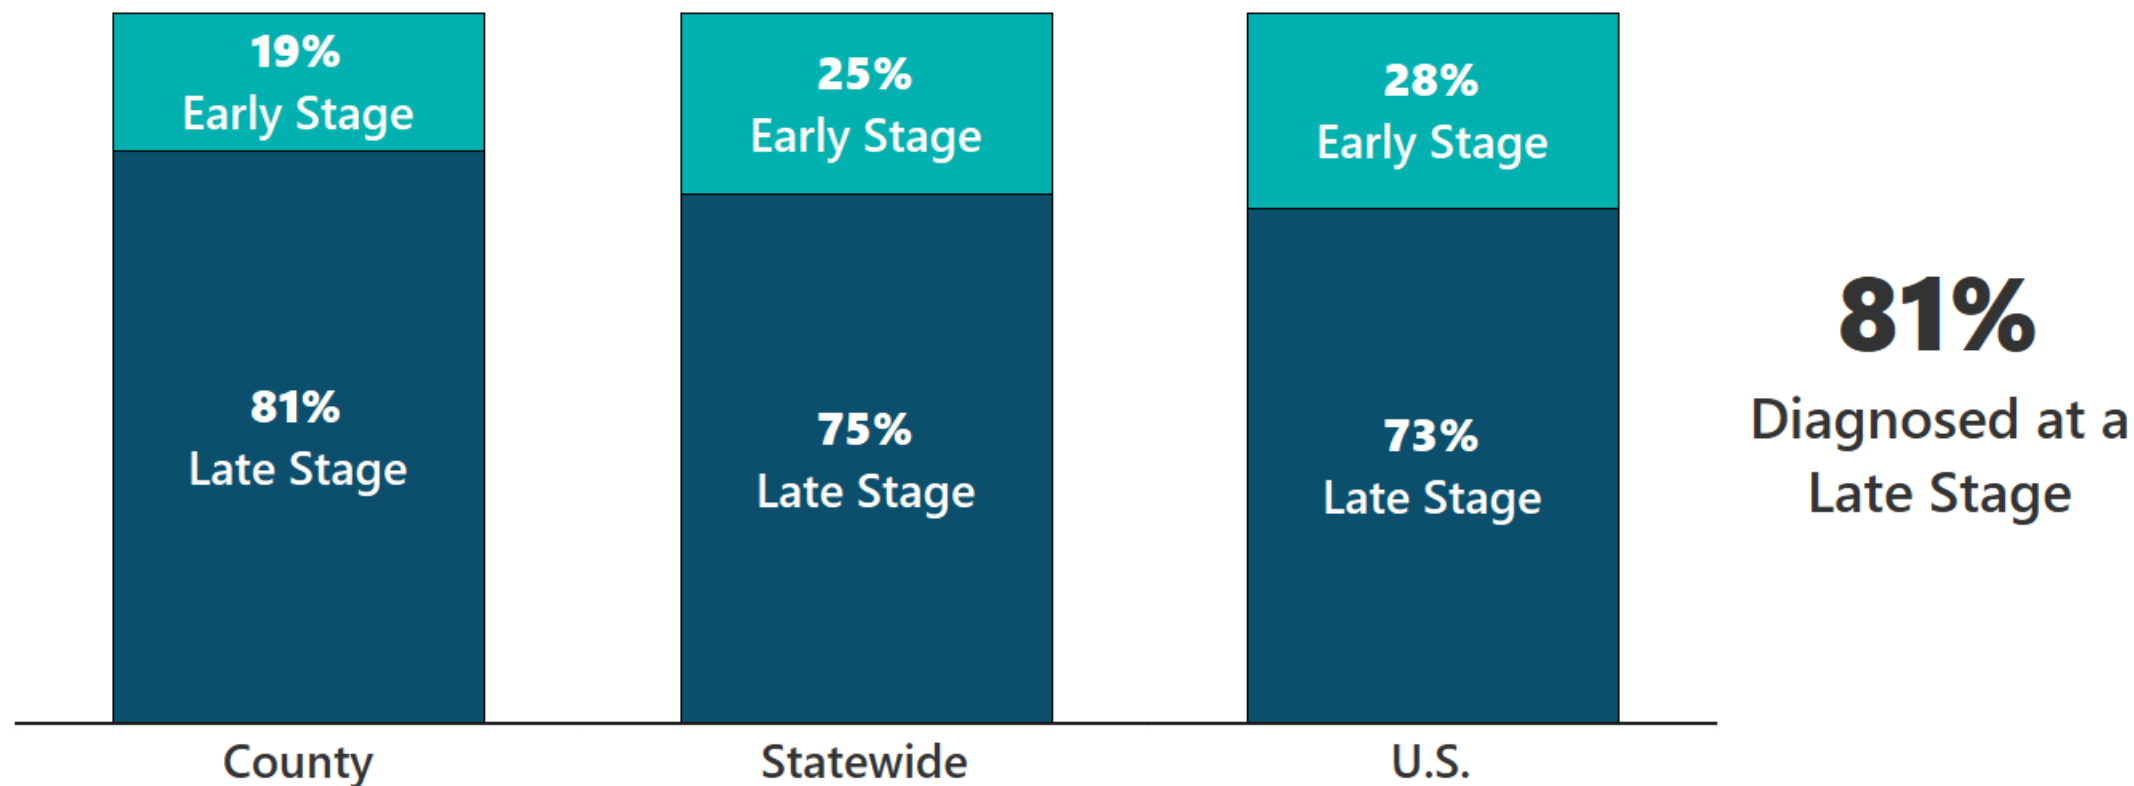 19%
Early Stage
81%
Late Stage
County
25%
Early Stage
75%
Late Stage
Statewide
28%
Early Stage
73%
Late Stage
U.S.
81%
Diagnosed at a
Late Stage